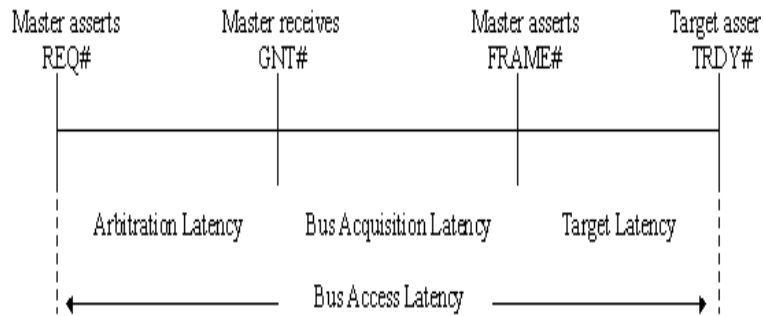 Master asserts
REQ#
Master receives
GNT#
Master asserts
FRAME#
Target asser
TRDY#
Arbitration Latency
Bus Acquisition Latency
Target Latency
Bus Access Latency